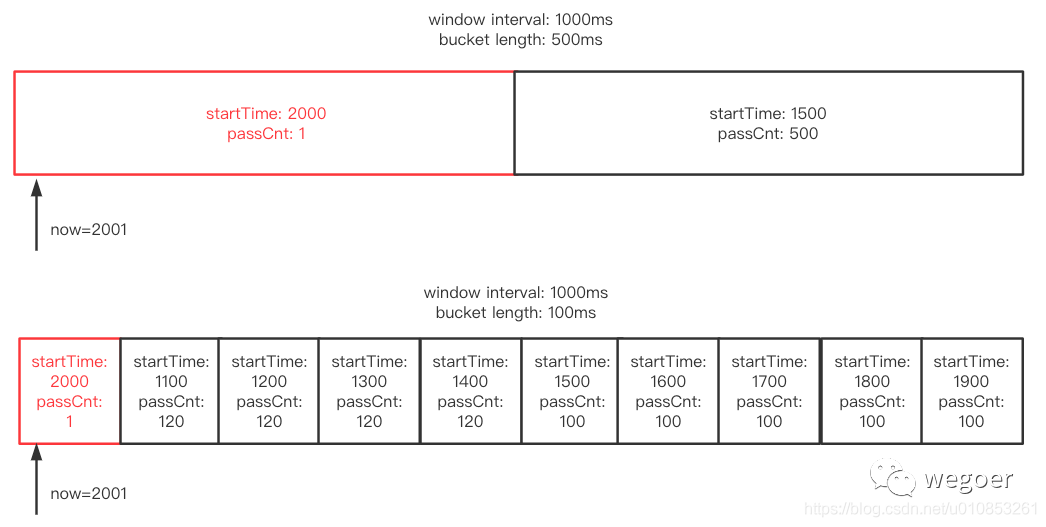 window interval: 1000ms
bucket length: 500ms
startTime: 2000
passCnt: 1
startTime: 1500
passCnt: 500
now=2001
window interval: 1000ms
bucket length: 100ms
startTime:
2000
passCnt:
1
startTime:
1100
passCnt:
120
startTime:
1200
passCnt:
120
startTime:
1300
passCnt:
120
startTime:
1400
passCnt:
120
startTime:
1500
passCnt:
100
startTime:
1600
passCnt:
100
startTime:
1700
passCnt:
100
startTime:
1800
passCnt:
100
startTime:
1900
passCnt:
100
now=2001
wegoer
https://blog.csdn.net/u010853261